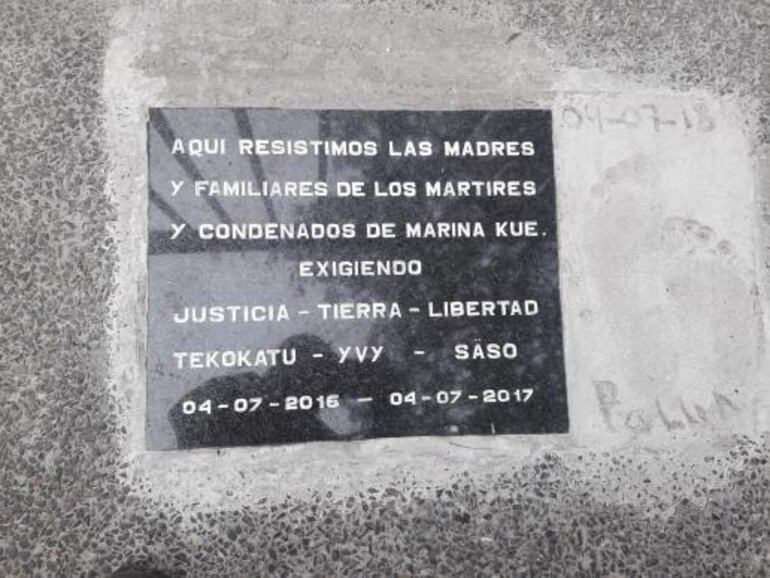 AQUI RESISTIMOS LAS MADRES
Y FAMILIARES DE LOS MARTIRES
Y CONDENADOS DE MARINA KUE.
EXIGIENDO
JUSTICIA - TIERRA - LIBERTAD
TEKOKATU - YVY - SÃSO
04-07-2016 - 04-07-2017
04-07-18